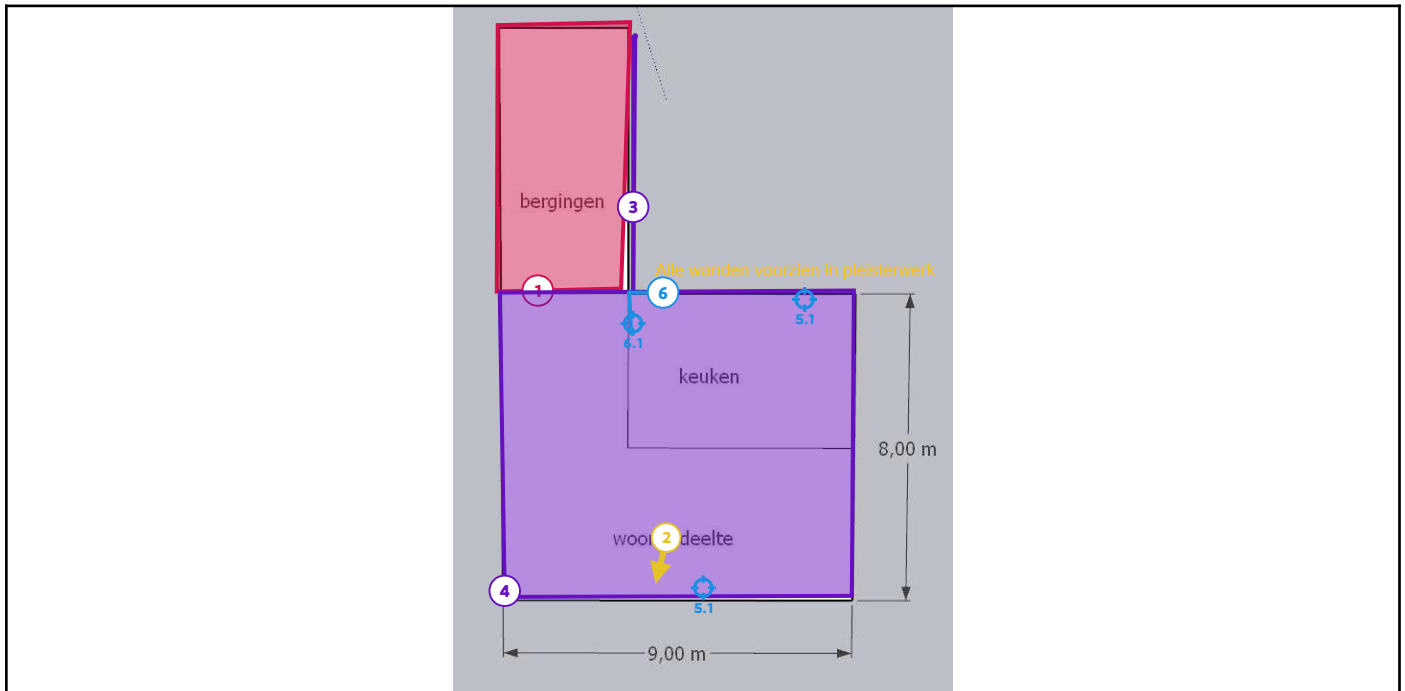 bergingen
3
Alle wanden voorzien in pleisterwerk
1
6
5.1
6.1
keuken
8,00 m
2
4
5.1
9,00 m